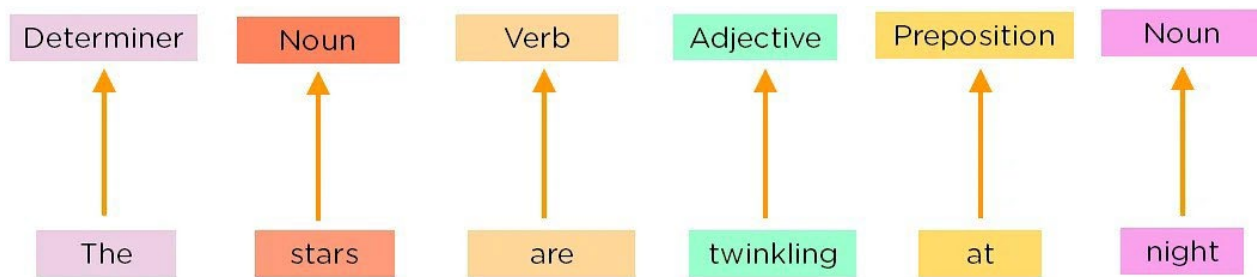 Determiner Noun Verb Adjective Preposition Noun
The stars are twinkling at night